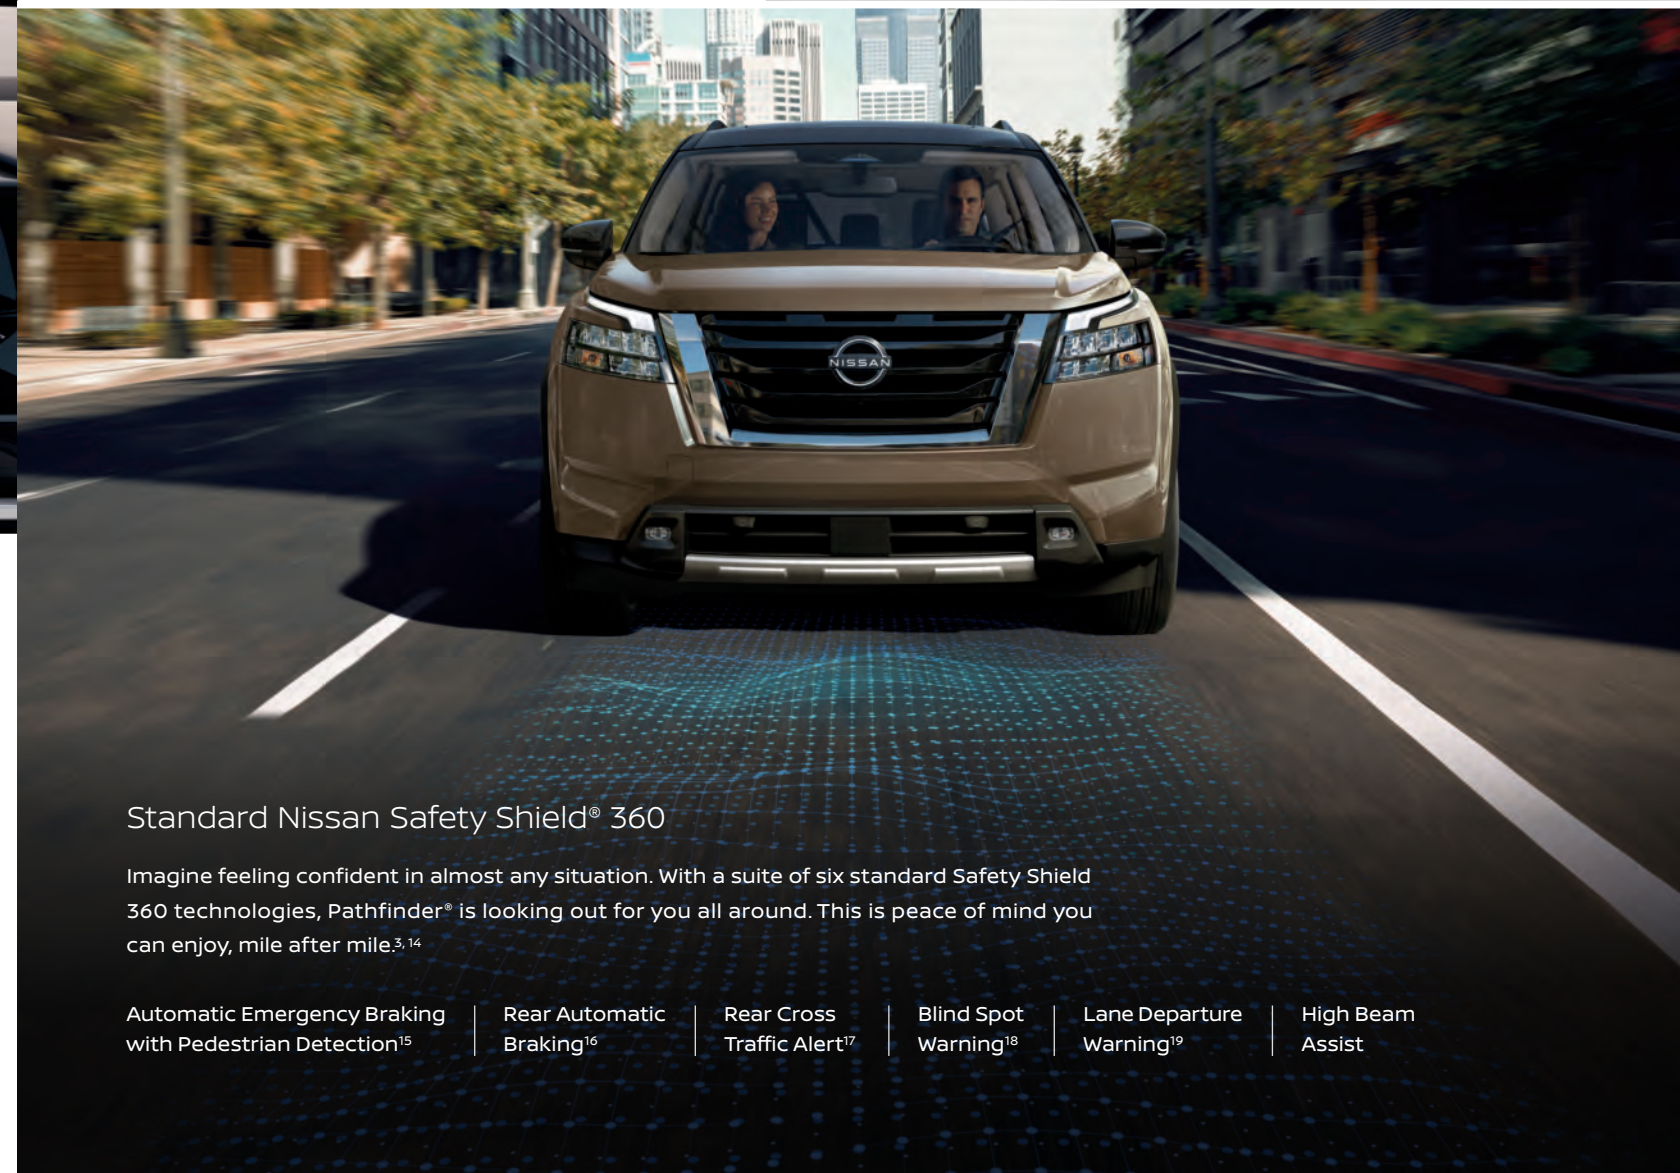 NISSAN
Standard Nissan Safety Shield® 360
Imagine feeling confident in almost any situation. With a suite of six standard Safety Shield
360 technologies, Pathfinder® is looking out for you all around. This is peace of mind you
can enjoy, mile after mile.3, 14
Automatic Emergency Braking
with Pedestrian Detection15
Rear Automatic
Braking16
Rear Cross
Traffic Alert17
Blind Spot
Warning18
Lane Departure
Warning19
High Beam
Assist